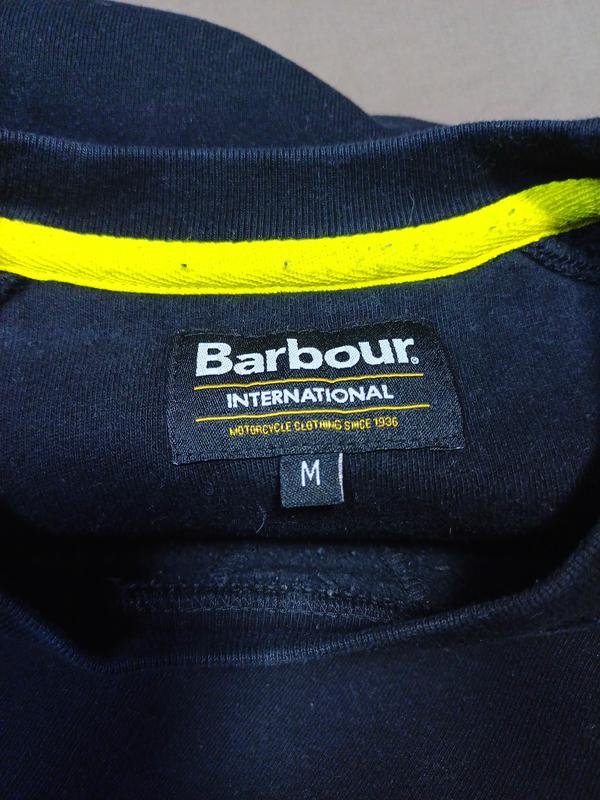 Barbour®
INTERNATIONAL
MOTORCYCLE CLOTHING SINCE 1936
M